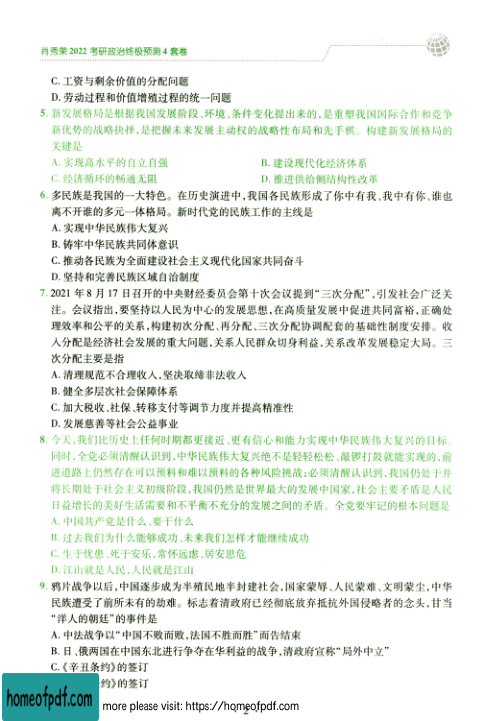 肖秀荣 2022 考研政治终极预测 4 套卷
C. 工资与剩余价值的分配问题
D. 劳动过程和价值增殖过程的统一问题
5. 新发展格局是根据我国发展阶段、环境、条件变化提出来的,是重塑我国国际合作和竞争
新优势的战略抉择,是把握未来发展主动权的战略性布局和先手棋。构建新发展格局的
关键是
A. 实现高水平的自立自强 B. 建设现代化经济体系
C. 经济循环的畅通无阻 D. 推进供给侧结构性改革
6. 多民族是我国的一大特色。在历史演进中,我国各民族形成了你中有我、我中有你、谁也
离不开谁的多元一体格局。新时代党的民族工作的主线是
A. 实现中华民族伟大复兴
B. 铸牢中华民族共同体意识
C. 推动各民族为全面建设社会主义现代化国家共同奋斗
D. 坚持和完善民族区域自治制度
7. 2021 年 8 月 17 日召开的中央财经委员会第十次会议提到“三次分配”,引发社会广泛关
注。会议指出,要坚持以人民为中心的发展思想,在高质量发展中促进共同富裕,正确处
理效率和公平的关系,构建初次分配、再分配、三次分配协调配套的基础性制度安排。收
入分配是经济社会发展的重大问题,关系人民群众切身利益,关系改革发展稳定大局。三
次分配主要是指
A. 清理规范不合理收入,坚决取缔非法收入
B. 健全多层次社会保障体系
C. 加大税收、社保、转移支付等调节力度并提高精准性
D. 发展慈善等社会公益事业
8. 今天,我们比历史上任何时期都更接近、更有信心和能力实现中华民族伟大复兴的目标。
同时,全党必须清醒认识到,中华民族伟大复兴绝不是轻轻松松、敲锣打鼓就能实现的,前
进道路上仍然存在可以预料和难以预料的各种风险挑战;必须清醒认识到,我国仍处于并
将长期处于社会主义初级阶段,我国仍然是世界最大的发展中国家,社会主要矛盾是人民
日益增长的美好生活需要和不平衡不充分的发展之间的矛盾。全党要牢记的根本问题是
A. 中国共产党是什么、要干什么
B. 过去我们为什么能够成功、未来我们怎样才能继续成功
C. 生于忧患、死于安乐,常怀远虑、居安思危
D. 江山就是人民、人民就是江山
9. 鸦片战争以后,中国逐步成为半殖民地半封建社会,国家蒙辱、人民蒙难、文明蒙尘,中华
民族遭受了前所未有的劫难。标志着清政府已经彻底放弃抵抗外国侵略者的念头,甘当
“洋人的朝廷”的事件是
A. 中法战争以“中国不败而败,法国不胜而胜”而告结束
B. 日、俄两国在中国东北进行争夺在华利益的战争,清政府宣称“局外中立”
C.《辛丑条约》的签订
条约》的签订
homeofpdf.com
more please visit: https://homeofpdf.com
2